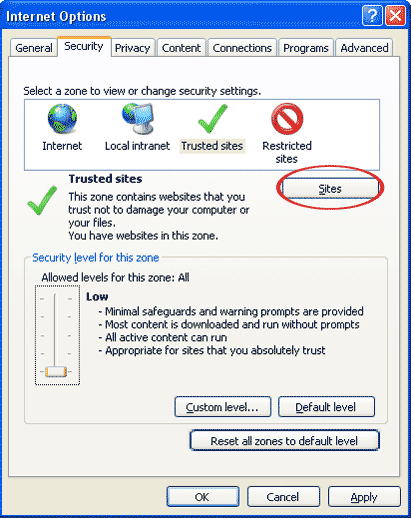 Internet Options
General Security Privacy Content Connections Programs Advanced
Select a zone to view or change security settings.
Internet Local intranet Trusted sites Restricted sites
Trusted sites
Sites
This zone contains websites that you
trust not to damage your computer or
your files.
You have websites in this zone.
Security level for this zone
Allowed levels for this zone: All
Low
- Minimal safeguards and warning prompts are provided
- Most content is downloaded and run without prompts
- All active content can run
- Appropriate for sites that you absolutely trust
Custom level... Default level
Reset all zones to default level
OK Cancel Apply